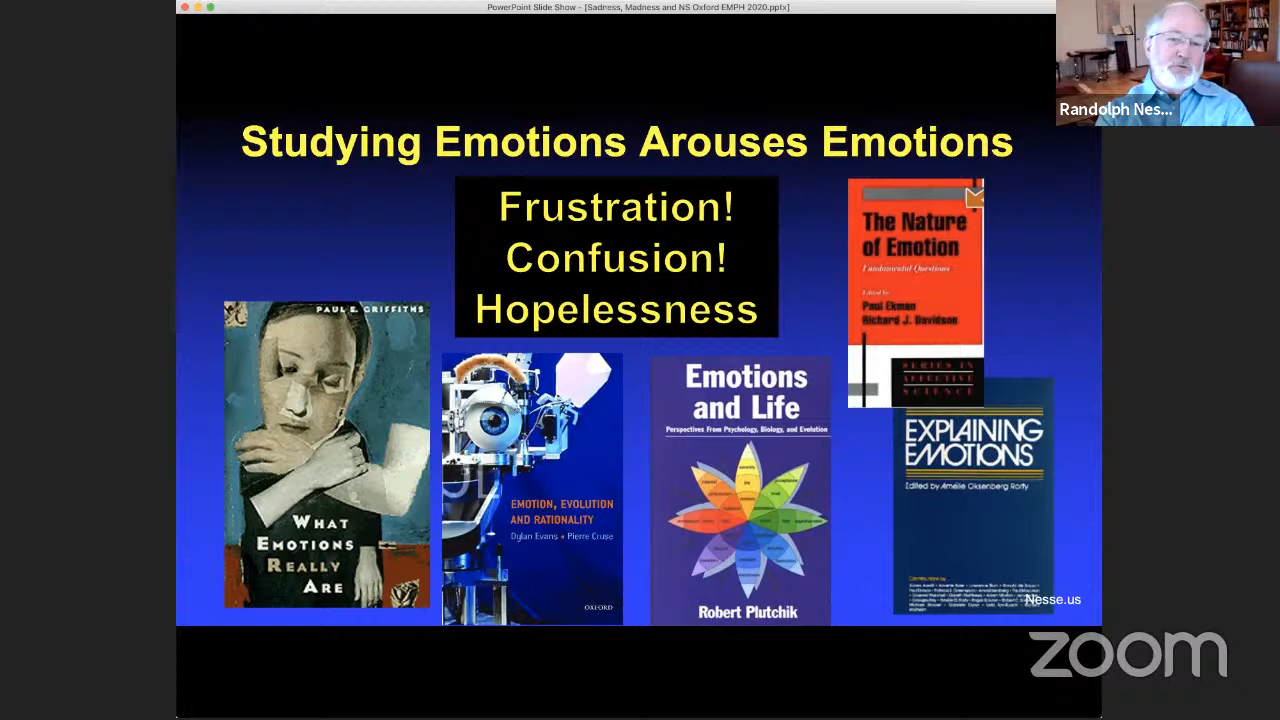 PowerPoint Slide Show - [Sadness, Madness and NS Oxford EMPH 2020.pptx]
Randolph Nes...
Studying Emotions Arouses Emotions
Frustration!
Confusion!
Hopelessness
PAUL E. GRIFFITHS
WHAT
EMOTIONS
REALLY
ARE
EMOTION, EVOLUTION
AND RATIONALITY
Dylan Evans • Pierre Cruse
OXFORD
Emotions
and Life
Perspectives From Psychology, Biology, and Evolution
Robert Plutchik
The Nature
of Emotion
Fundamental Questions
Edited by
Paul Ekman
Richard J. Davidson
SERIES IN
AFFECTIVE
SCIENCE
EXPLAINING
EMOTIONS
Edited by Amélie Oksenberg Rorty
Nesse.us
zoom